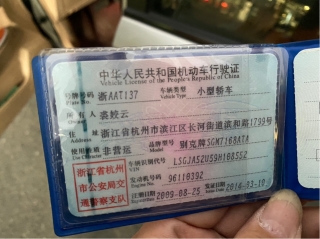 中华人民共和国机动车行驶证
Vehicle License of the People's Republic of China
号牌号码 浙AAT137 车辆类型 小型轿车
Plate No. Vehicle Type
所有人 裘姣云
Owner
住址 浙江省杭州市滨江区长河街道滨和路1799号
Address
使用性质 非营运 品牌型号 别克牌SGM7168ATA
Use Character Model
浙江省杭州市公安局交通警察支队
车辆识别代号
VIN
发动机号码 96110392
Engine No.
注册日期 2009-08-25 发证日期
Register Date Issue Date